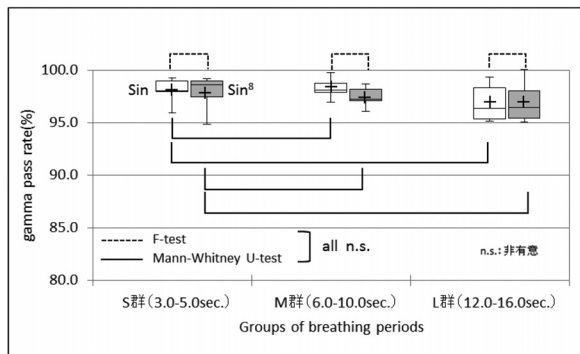 100.0
95.0
90.0
85.0
80.0
gamma pass rate(%)
Sin
Sin⁸
F-test
Mann-Whitney U-test
all n.s.
n.s.：非有意
S群（3.0-5.0sec.）
M群（6.0-10.0sec.）
L群（12.0-16.0sec.）
Groups of breathing periods